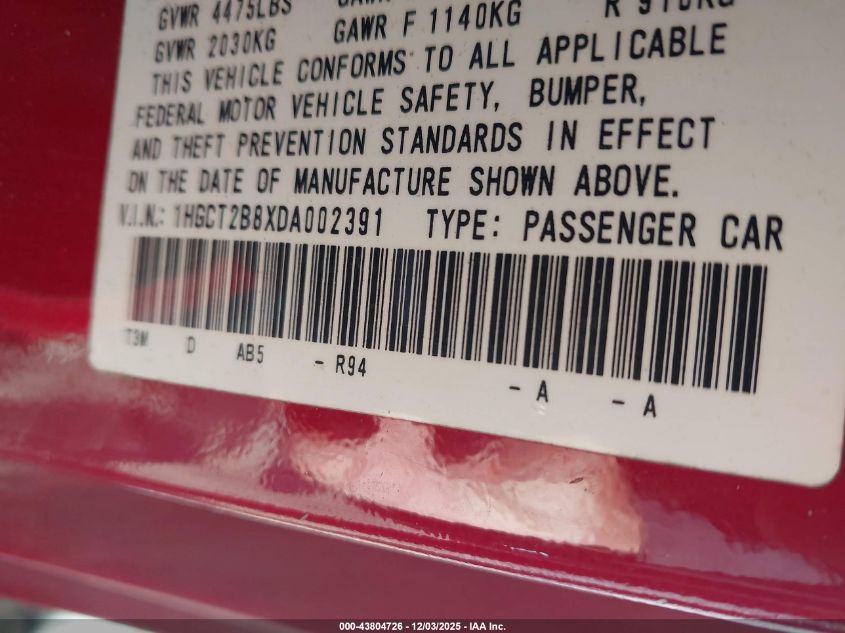 GVWR 4475LBS
GVWR 2030KG GAWR F 1140KG R 910KG
THIS VEHICLE CONFORMS TO ALL APPLICABLE
FEDERAL MOTOR VEHICLE SAFETY, BUMPER,
AND THEFT PREVENTION STANDARDS IN EFFECT
ON THE DATE OF MANUFACTURE SHOWN ABOVE.
V.I.N.: 1HGCT2B8XDA002391 TYPE: PASSENGER CAR
T3M D AB5 - R94 - A - A
000-43804726 - 12/03/2025 - IAA Inc.